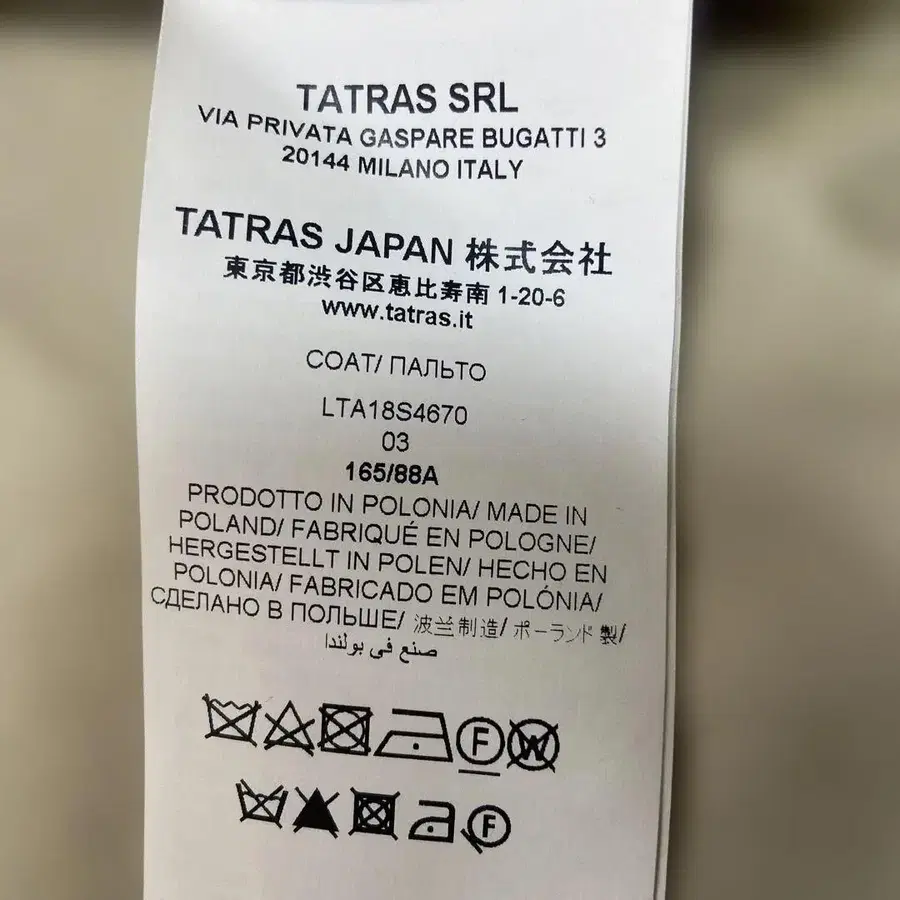 TATRAS SRL
VIA PRIVATA GASPARE BUGATTI 3
20144 MILANO ITALY
TATRAS JAPAN 株式会社
東京都渋谷区恵比寿南 1-20-6
www.tatras.it
COAT/ ПАЛЬТО
LTA18S4670
03
165/88A
PRODOTTO IN POLONIA/ MADE IN
POLAND/ FABRIQUÉ EN POLOGNE/
HERGESTELLT IN POLEN/ HECHO EN
POLONIA/ FABRICADO EM POLÓNIA/
СДЕЛАНО В ПОЛЬШЕ/ 波兰制造/ ポーランド 製/
صنع في بولندا
F W
F